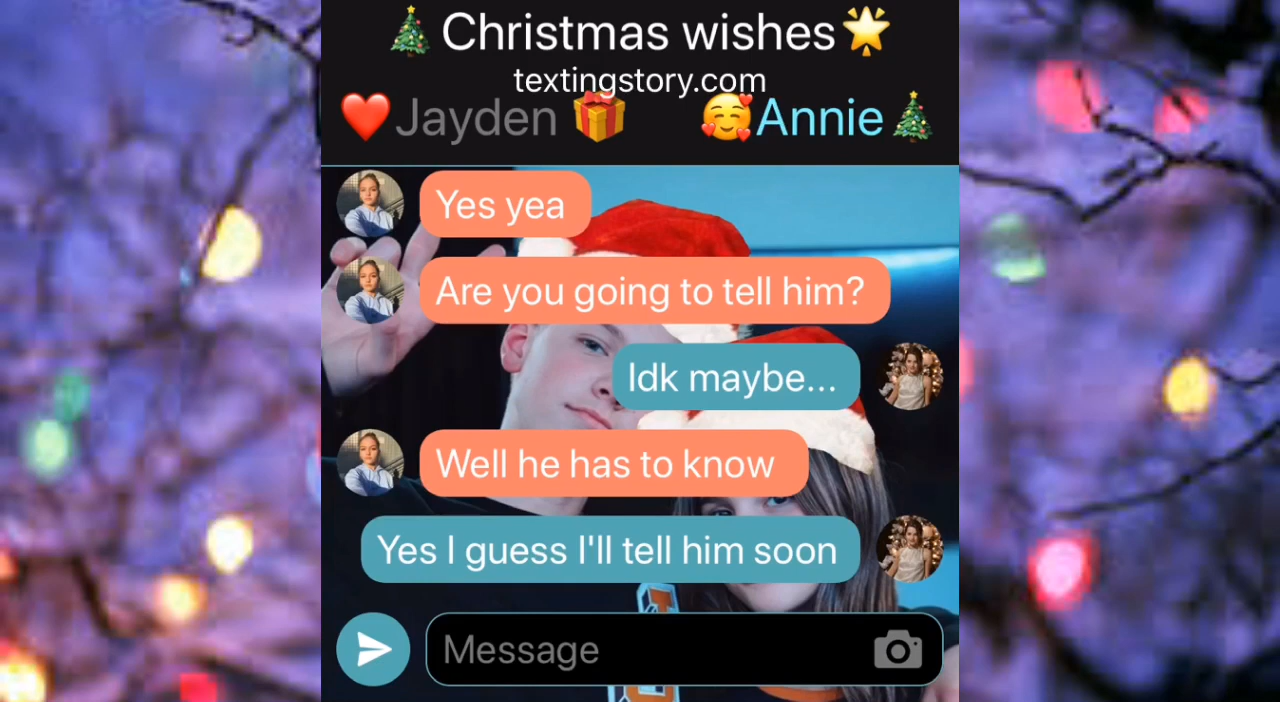 🎄Christmas wishes🌟
textingstory.com
❤️Jayden 🎁 🥰Annie🎄
Yes yea
Are you going to tell him?
Idk maybe...
Well he has to know
Yes I guess I'll tell him soon
Message